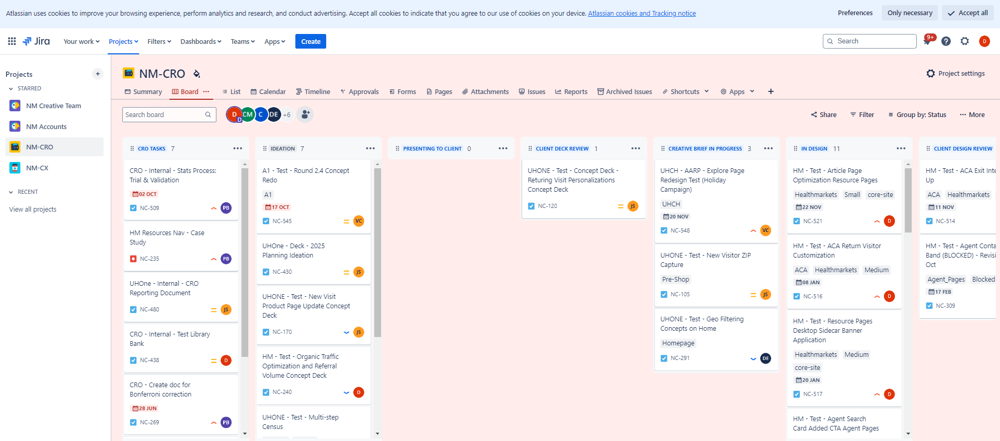 Atlassian uses cookies to improve your browsing experience, perform analytics and research, and conduct advertising. Accept all cookies to indicate that you agree to our use of cookies on your device. Atlassian cookies and Tracking notice
Preferences
Only necessary
Accept all
Jira
Your work
Projects
Filters
Dashboards
Teams
Apps
Create
Search
9+
D
Projects
STARRED
NM Creative Team
NM Accounts
NM-CRO
NM-CX
RECENT
View all projects
NM-CRO
Project settings
Summary
Board
List
Calendar
Timeline
Approvals
Forms
Pages
Attachments
Issues
Reports
Archived Issues
Shortcuts
Apps
Search board
D
D
CM
C
DE
+6
Share
Filter
Group by: Status
More
CRO TASKS 7
CRO - Internal - Stats Process:
Trial & Validation
02 OCT
NC-509
PB
HM Resources Nav - Case
Study
NC-235
PB
UHOne - Internal - CRO
Reporting Document
NC-480
JS
CRO - Internal - Test Library
Bank
NC-438
D
CRO - Create doc for
Bonferroni correction
28 JUN
NC-269
PB
IDEATION 7
A1 - Test - Round 2.4 Concept
Redo
A1
17 OCT
NC-545
VC
UHOne - Deck - 2025
Planning Ideation
NC-430
JS
UHONE - Test - New Visit
Product Page Update Concept
Deck
NC-170
JS
HM - Test - Organic Traffic
Optimization and Referral
Volume Concept Deck
NC-240
D
UHONE - Test - Multi-step
Census
PRESENTING TO CLIENT 0
CLIENT DECK REVIEW 1
UHONE - Test - Concept Deck -
Returing Visit Personalizations
Concept Deck
NC-120
JS
CREATIVE BRIEF IN PROGRESS 3
UHCH - AARP - Explore Page
Redesign Test (Holiday
Campaign)
UHCH
20 NOV
NC-548
VC
UHONE - Test - New Visitor ZIP
Capture
Pre-Shop
NC-105
JS
UHONE - Test - Geo Filtering
Concepts on Home
Homepage
NC-291
DE
IN DESIGN 11
HM - Test - Article Page
Optimization Resource Pages
Healthmarkets Small core-site
22 NOV
NC-521
D
HM - Test - ACA Return Visitor
Customization
ACA Healthmarkets Medium
08 JAN
NC-516
D
HM - Test - Resource Pages
Desktop Sidecar Banner
Application
Healthmarkets Medium
core-site
20 JAN
NC-517
D
HM - Test - Agent Search
Card Added CTA Agent Pages
CLIENT DESIGN REVIEW
HM - Test - ACA Exit Inte
Up
ACA Healthmarkets
11 NOV
NC-514
HM - Test - Agent Conta
Band (BLOCKED) - Revisi
Oct
Agent_Pages Blocked
17 FEB
NC-309